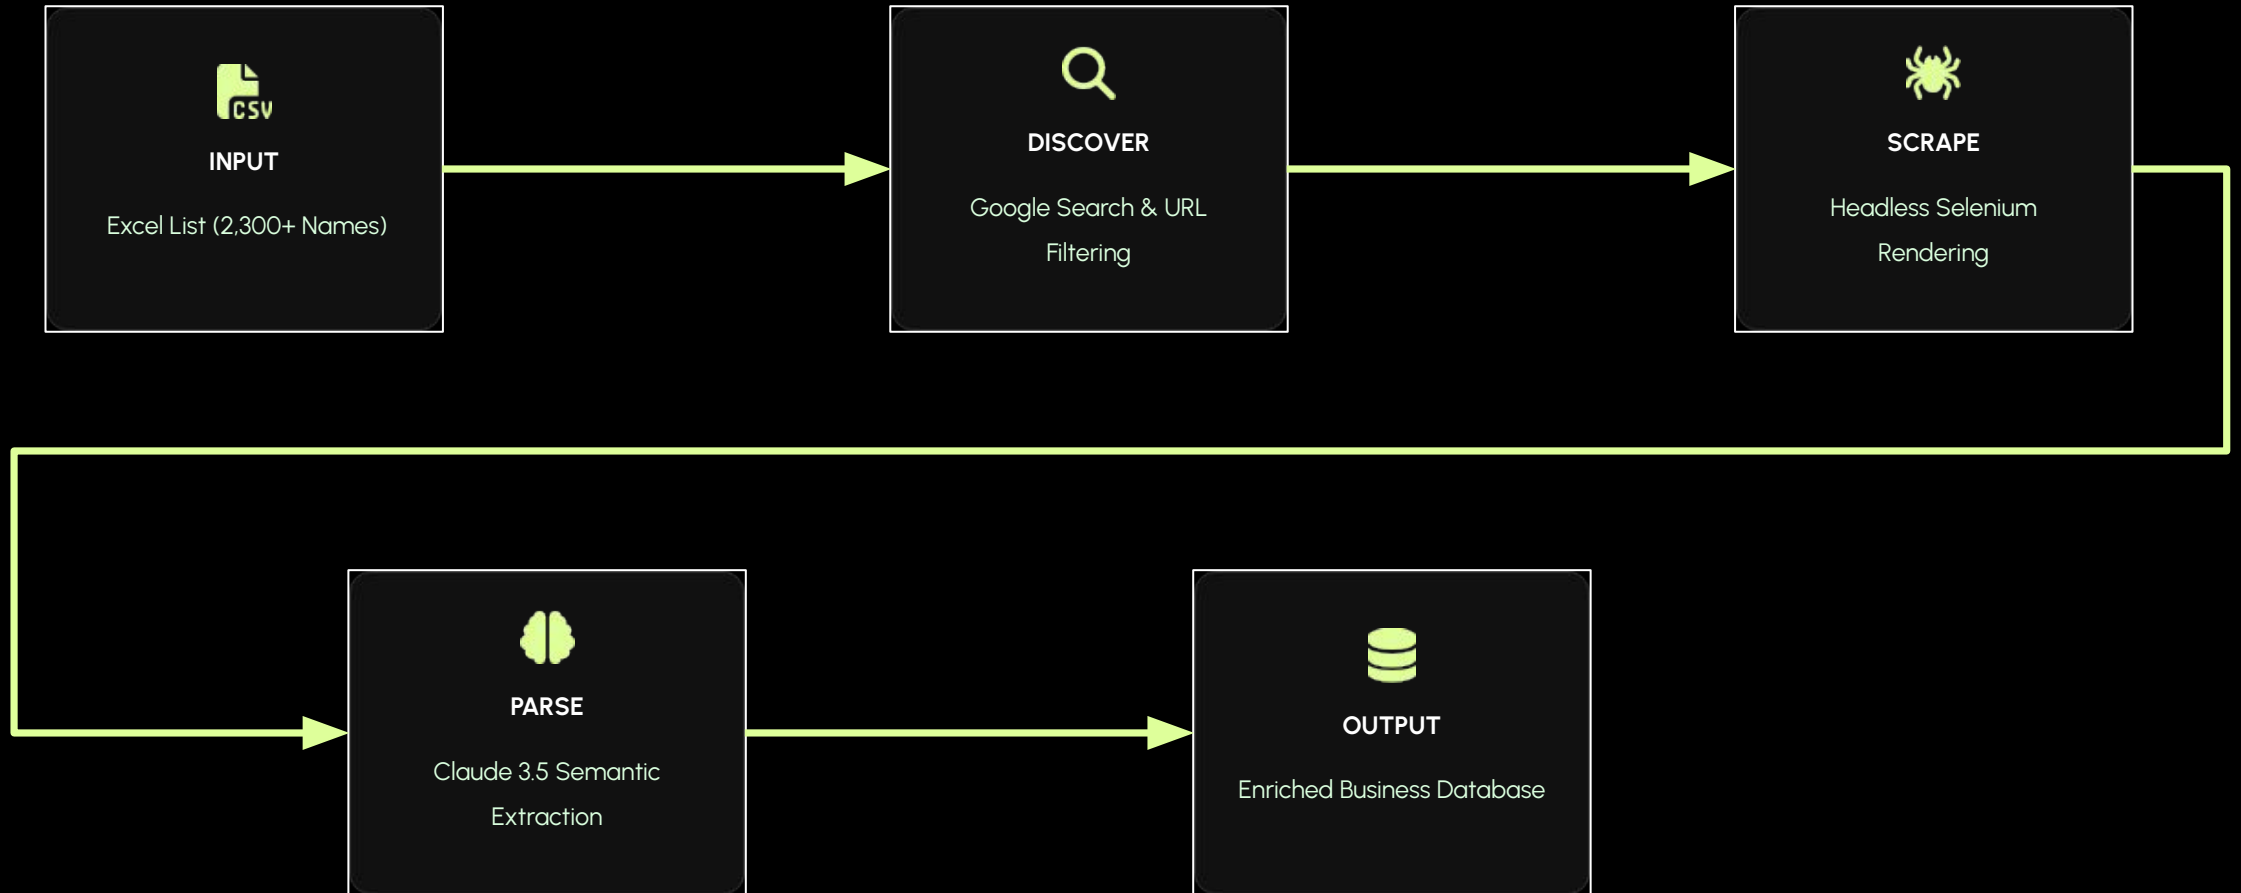 CSV
INPUT
Excel List (2,300+ Names)
DISCOVER
Google Search & URL
Filtering
SCRAPE
Headless Selenium
Rendering
PARSE
Claude 3.5 Semantic
Extraction
OUTPUT
Enriched Business Database